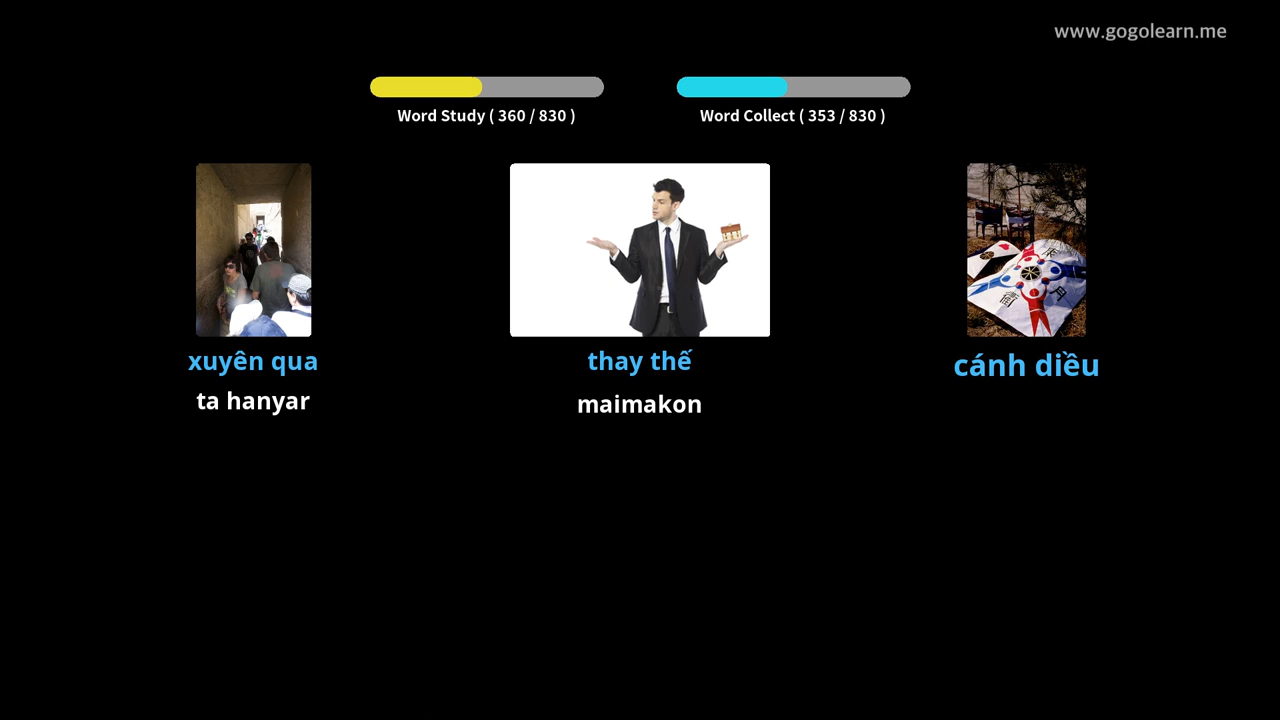 www.gogolearn.me
Word Study ( 360 / 830 )
Word Collect ( 353 / 830 )
xuyên qua
ta hanyar
thay thế
maimakon
cánh diều